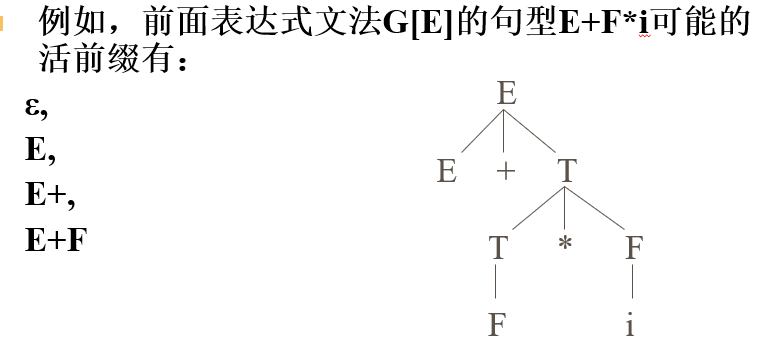 例如，前面表达式文法G[E]的句型E+F*i可能的
活前缀有：
ε,
E,
E+,
E+F
E
E + T
T * F
F i